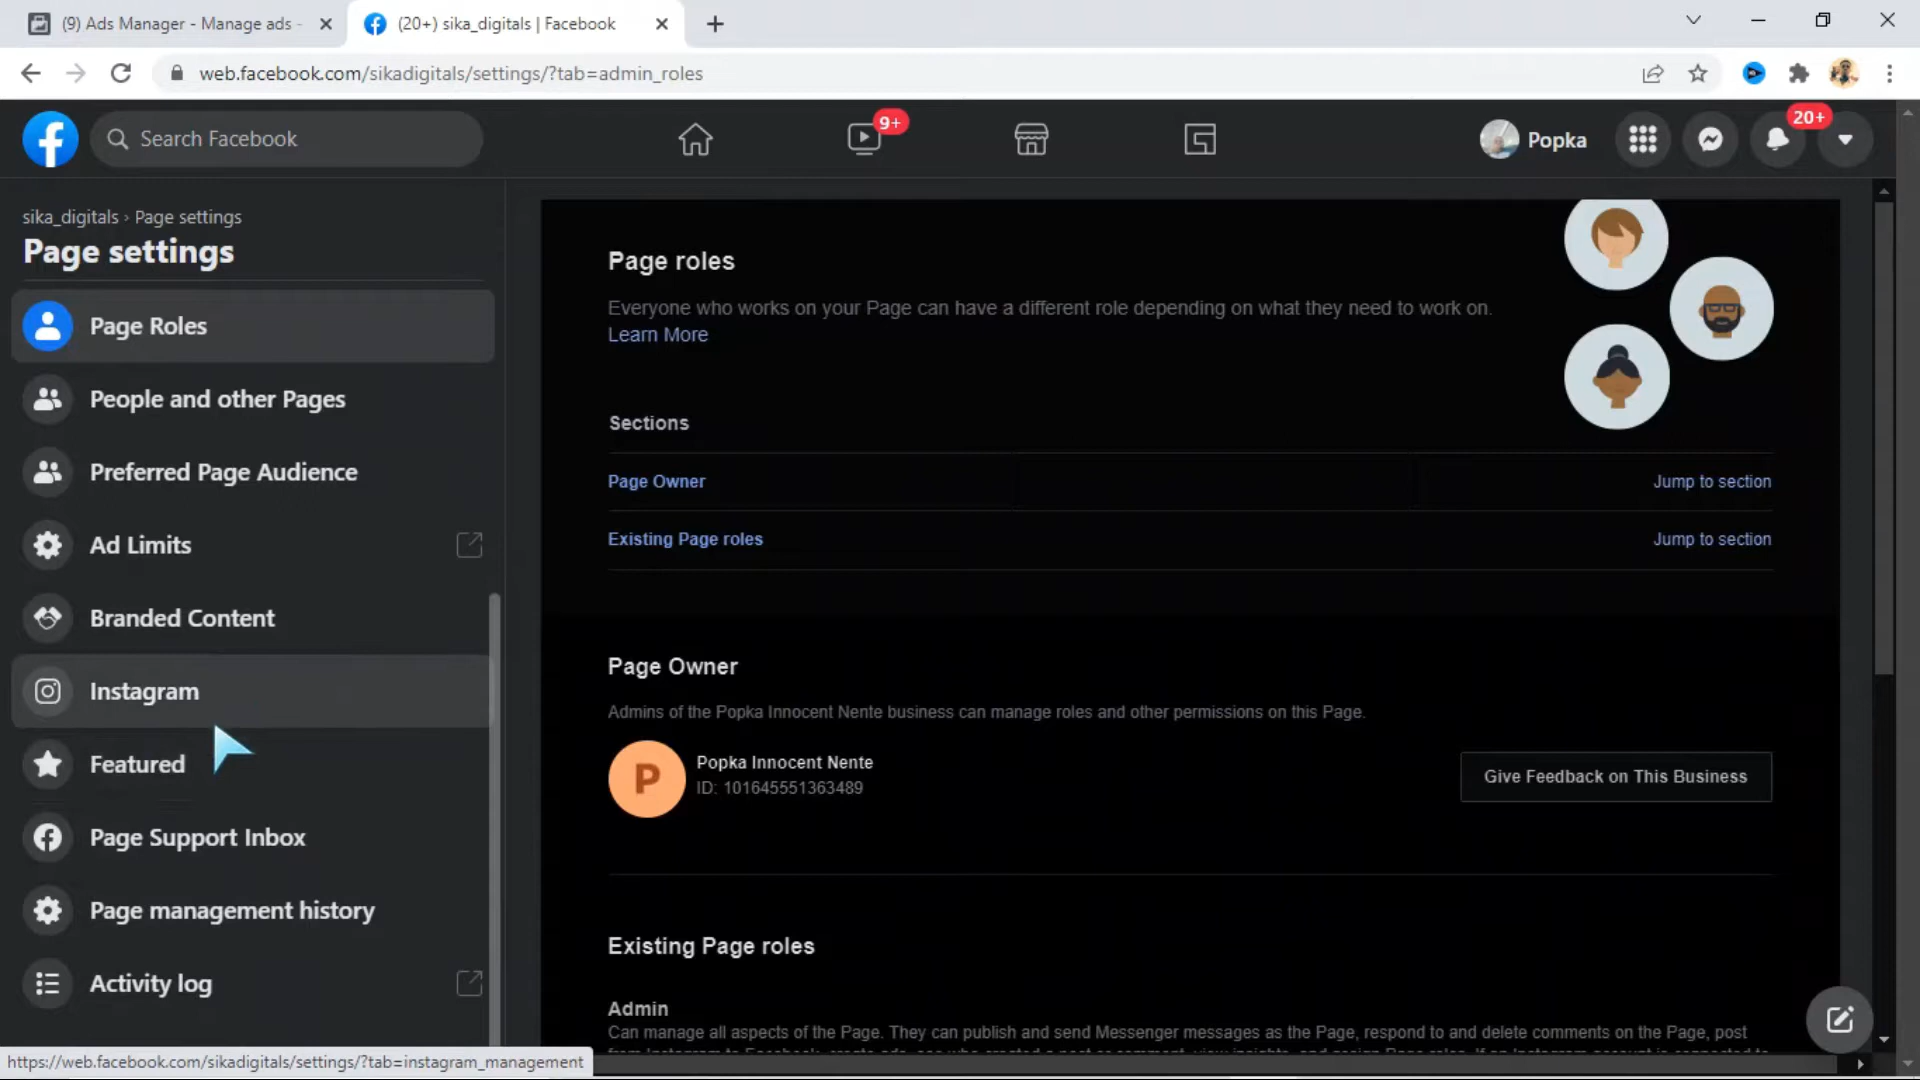 (9) Ads Manager - Manage ads -
(20+) sika_digitals | Facebook
web.facebook.com/sikadigitals/settings/?tab=admin_roles
Search Facebook
9+
Popka
20+
sika_digitals › Page settings
Page settings
Page Roles
People and other Pages
Preferred Page Audience
Ad Limits
Branded Content
Instagram
Featured
Page Support Inbox
Page management history
Activity log
https://web.facebook.com/sikadigitals/settings/?tab=instagram_management
Page roles
Everyone who works on your Page can have a different role depending on what they need to work on.
Learn More
Sections
Page Owner Jump to section
Existing Page roles Jump to section
Page Owner
Admins of the Popka Innocent Nente business can manage roles and other permissions on this Page.
P
Popka Innocent Nente
ID: 101645551363489
Give Feedback on This Business
Existing Page roles
Admin
Can manage all aspects of the Page. They can publish and send Messenger messages as the Page, respond to and delete comments on the Page, post